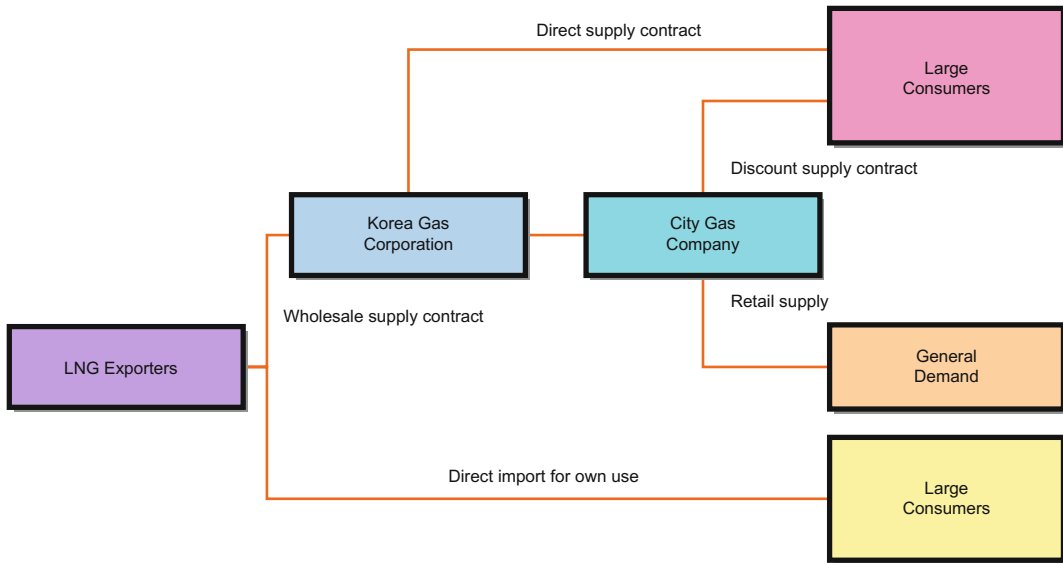 Direct supply contract
Large
Consumers
Discount supply contract
Korea Gas
Corporation
City Gas
Company
Retail supply
Wholesale supply contract
LNG Exporters
General
Demand
Direct import for own use
Large
Consumers